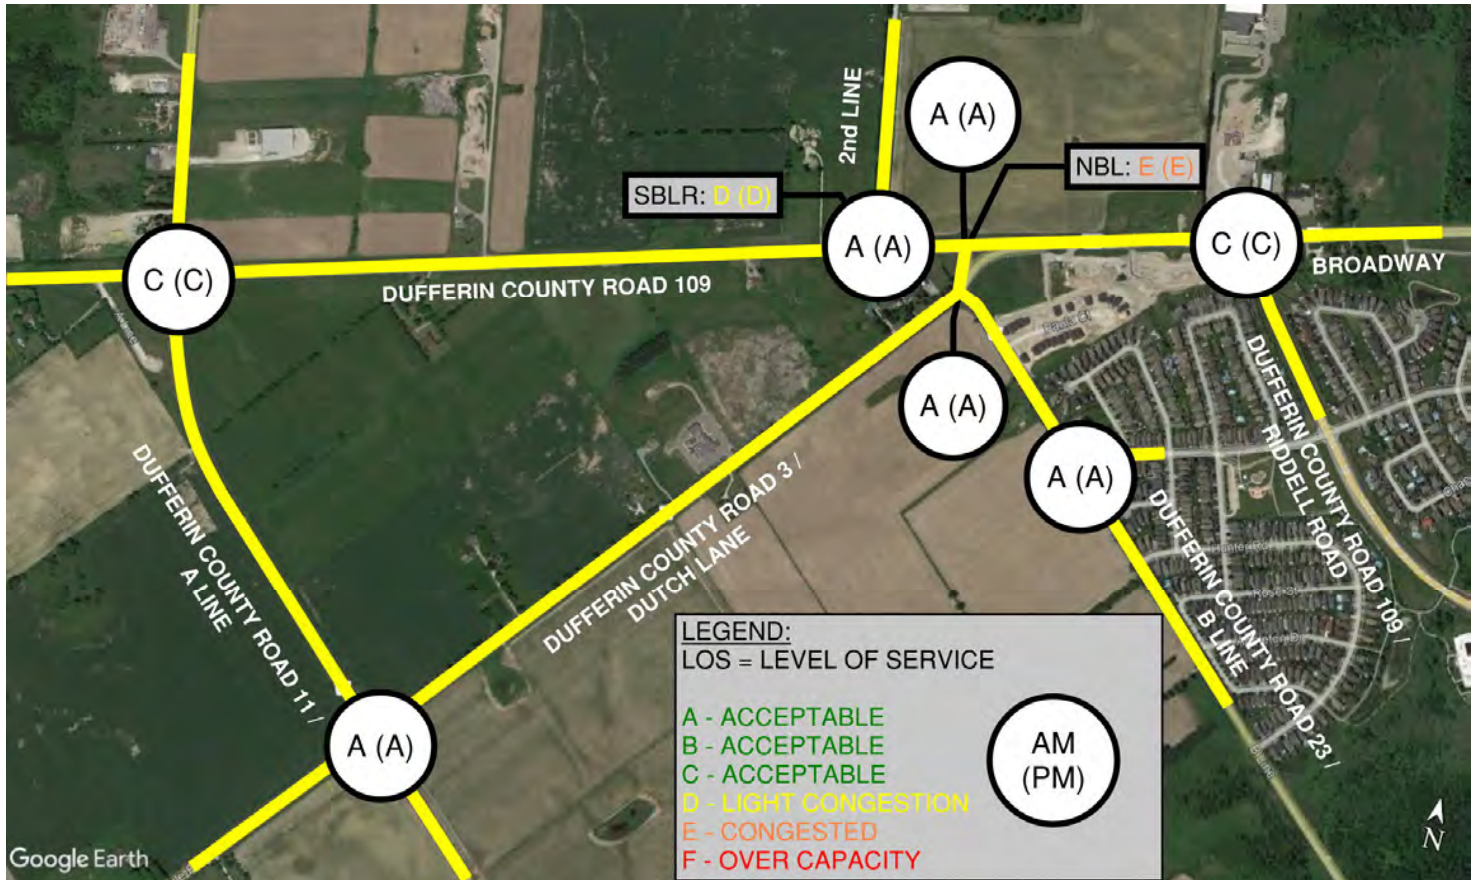 2nd LINE
A (A)
NBL: E (E)
SBLR: D (D)
A (A)
C (C)
C (C)
BROADWAY
DUFFERIN COUNTY ROAD 109
A (A)
A (A)
DUFFERIN COUNTY ROAD 109 /
RIDDELL ROAD
DUFFERIN COUNTY ROAD 11 /
A LINE
DUFFERIN COUNTY ROAD 3 /
DUTCH LANE
DUFFERIN COUNTY ROAD 23 /
B LINE
Hunter Rd
A (A)
LEGEND:
LOS = LEVEL OF SERVICE
A - ACCEPTABLE
B - ACCEPTABLE
C - ACCEPTABLE
D - LIGHT CONGESTION
E - CONGESTED
F - OVER CAPACITY
AM
(PM)
N
Google Earth